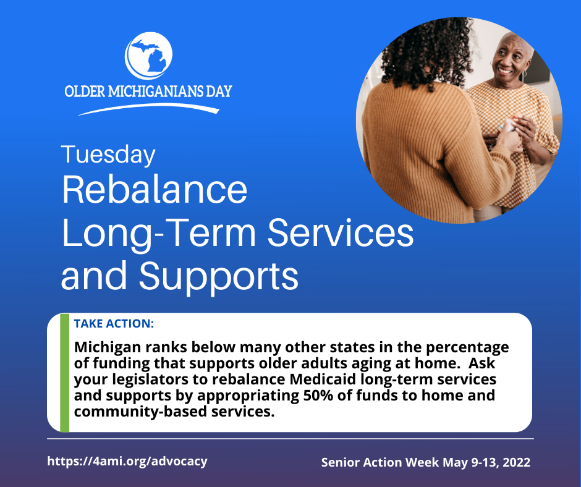 OLDER MICHIGANIANS DAY
Tuesday
Rebalance
Long-Term Services
and Supports
TAKE ACTION:
Michigan ranks below many other states in the percentage
of funding that supports older adults aging at home.  Ask
your legislators to rebalance Medicaid long-term services
and supports by appropriating 50% of funds to home and
community-based services.
https://4ami.org/advocacy
Senior Action Week May 9-13, 2022